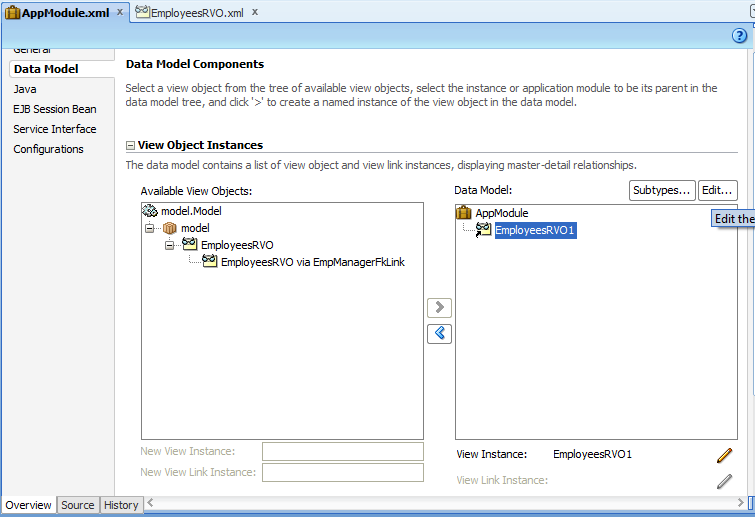 AppModule.xml x EmployeesRVO.xml x
?
General
Data Model
Java
EJB Session Bean
Service Interface
Configurations
Data Model Components
Select a view object from the tree of available view objects, select the instance or application module to be its parent in the
data model tree, and click '>' to create a named instance of the view object in the data model.
View Object Instances
The data model contains a list of view object and view link instances, displaying master-detail relationships.
Available View Objects:
model.Model
model
EmployeesRVO
EmployeesRVO via EmpManagerFkLink
Data Model:
Subtypes... Edit...
AppModule
EmployeesRVO1
Edit the
New View Instance:
New View Link Instance:
View Instance: EmployeesRVO1
View Link Instance:
Overview Source History